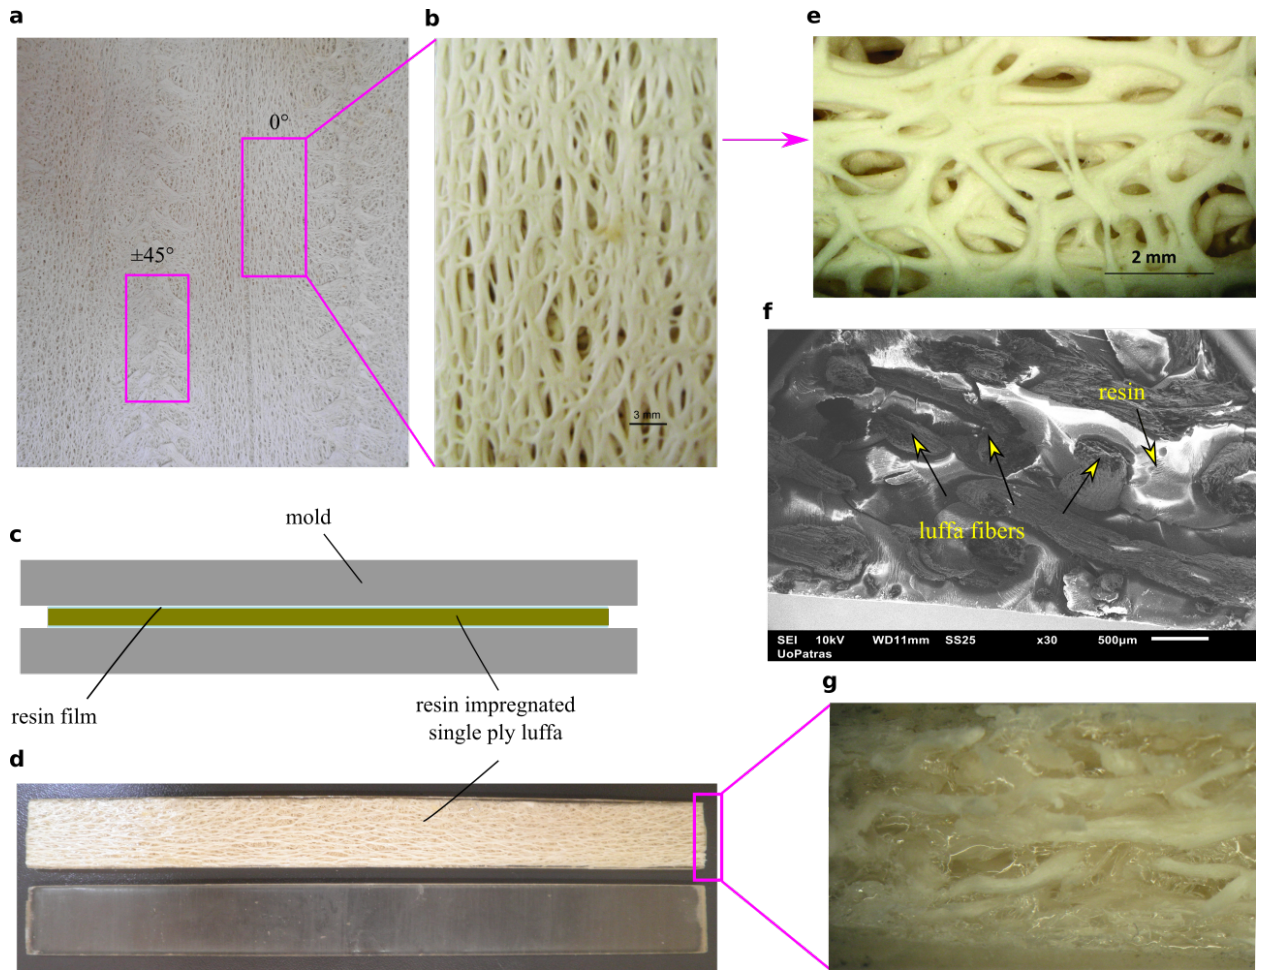 a
b
e
0°
±45°
3 mm
2 mm
f
resin
luffa fibers
SEI 10kV WD11mm SS25 x30 500µm
UoPatras
c
mold
resin film
resin impregnated
single ply luffa
d
g